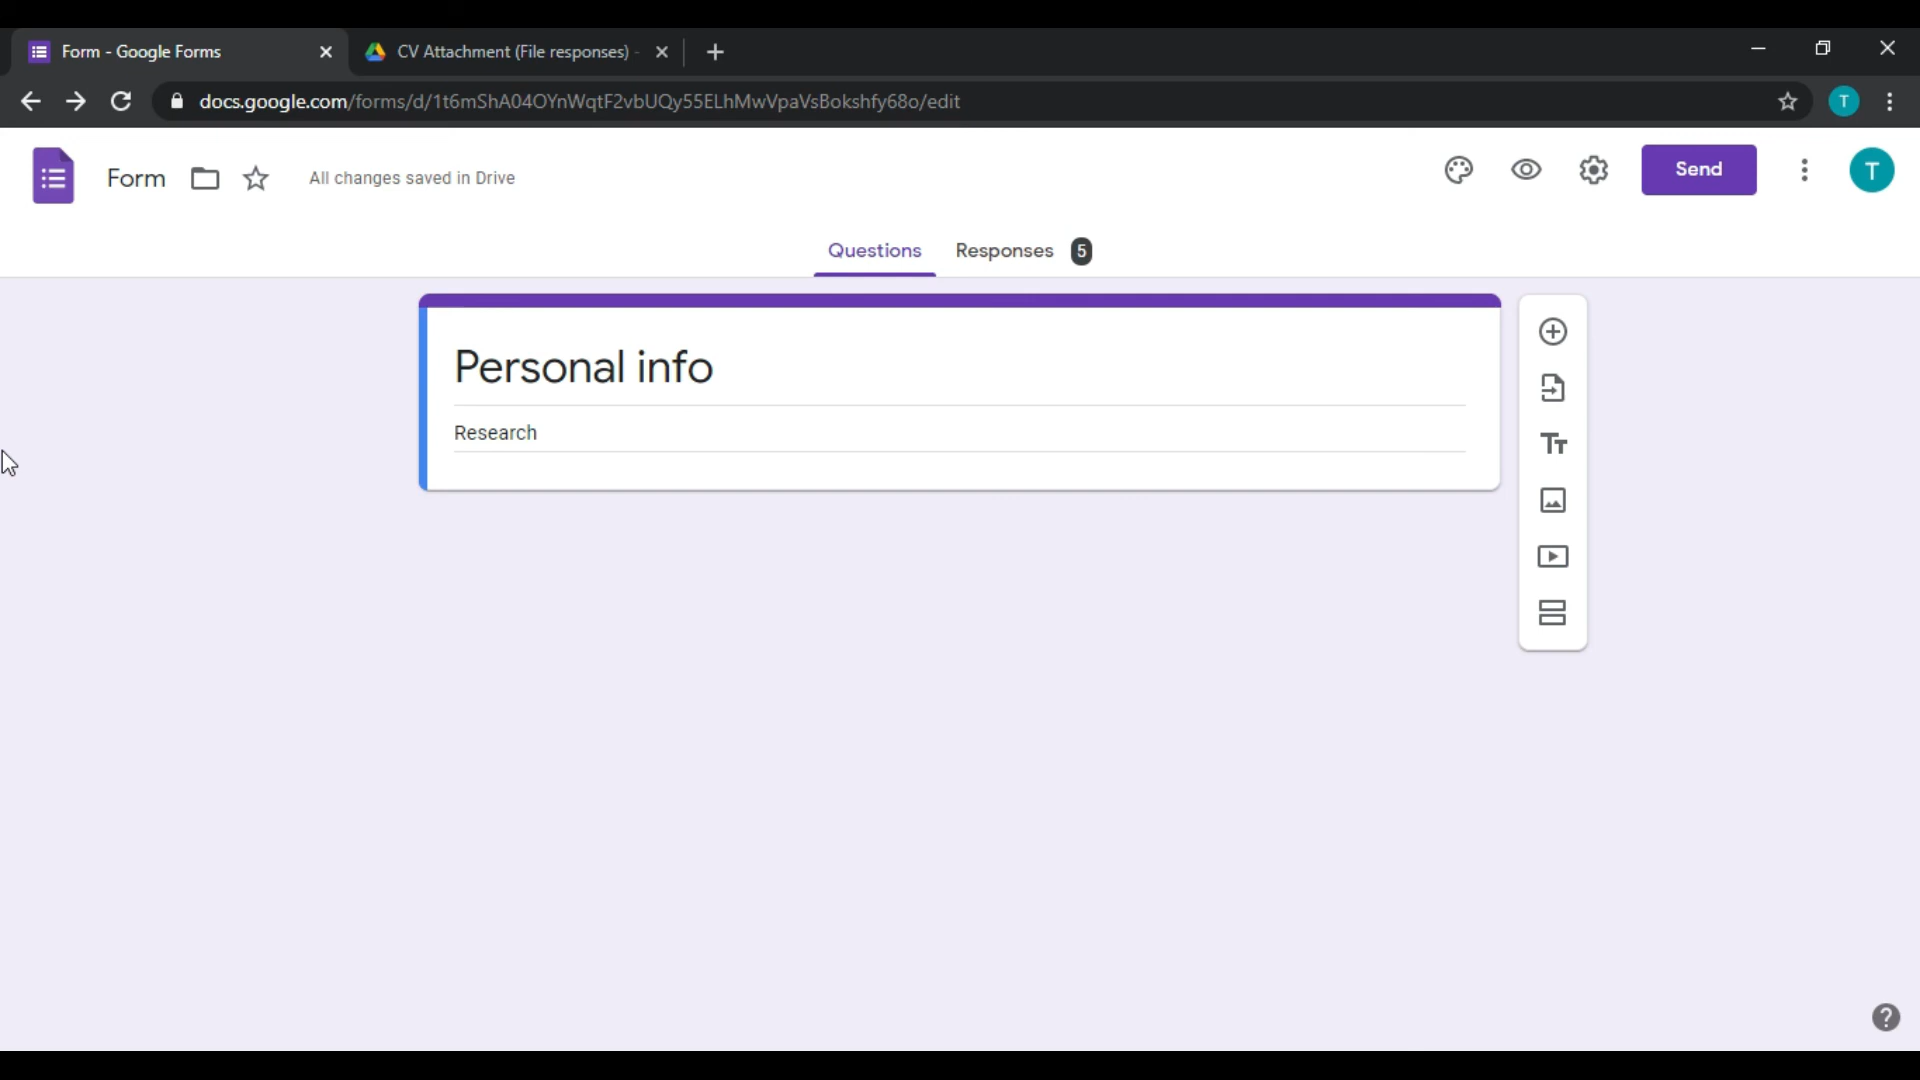 Form - Google Forms
CV Attachment (File responses) -
docs.google.com/forms/d/1t6mShA04OYnWqtF2vbUQy55ELhMwVpaVsBokshfy68o/edit
T
Form
All changes saved in Drive
Send
T
Questions
Responses 5
Personal info
Research
Tт
?